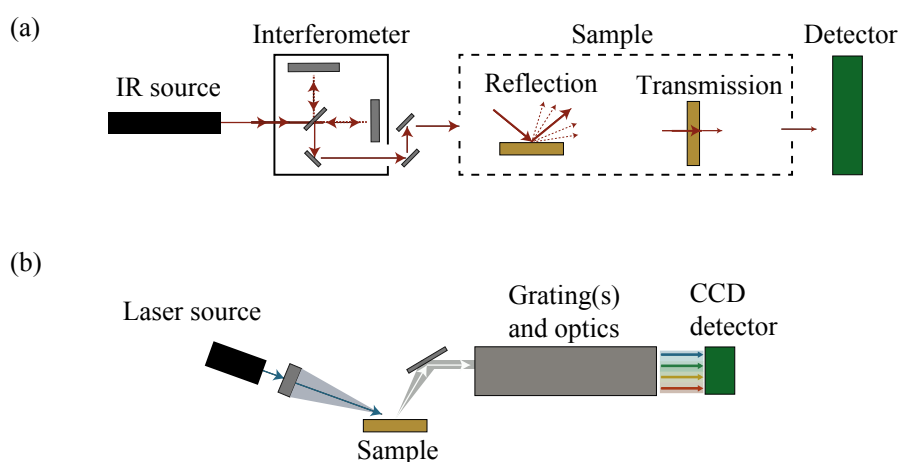 (a)
Interferometer
Sample
Detector
IR source
Reflection
Transmission
(b)
Laser source
Grating(s)
and optics
CCD
detector
Sample